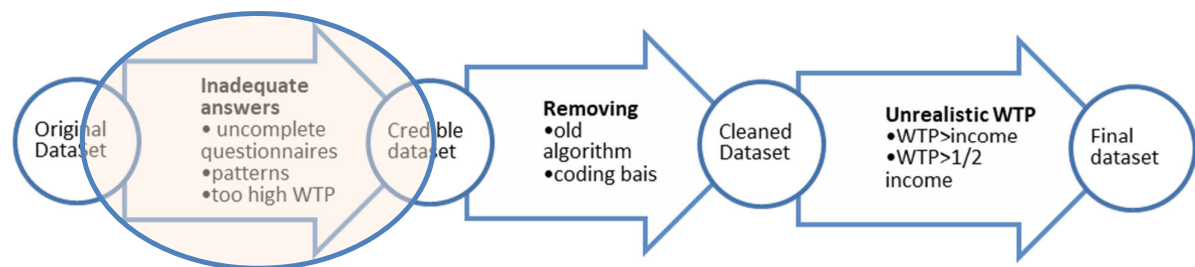 Original
DataSet
Inadequate
answers
• uncomplete
questionnaires
•patterns
•too high WTP
Credible
dataset
Removing
•old
algorithm
•coding bais
Cleaned
Dataset
Unrealistic WTP
•WTP>income
•WTP>1/2
income
Final
dataset